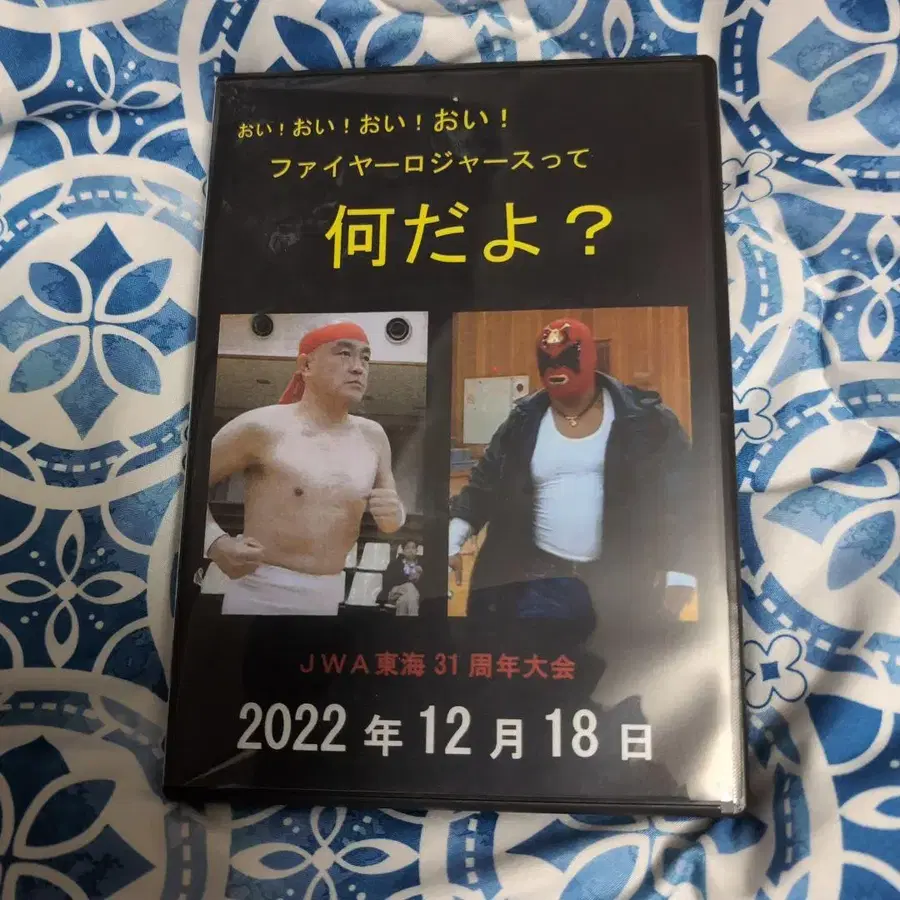 おい！おい！おい！おい！
ファイヤーロジャースって
何だよ？
ＪＷＡ東海 31 周年大会
2022 年 12 月 18 日